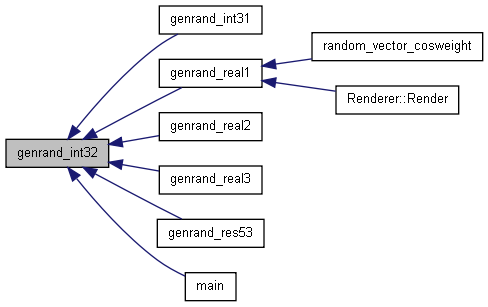 genrand_int31
random_vector_cosweight
genrand_real1
Renderer::Render
genrand_real2
genrand_int32
genrand_real3
genrand_res53
main